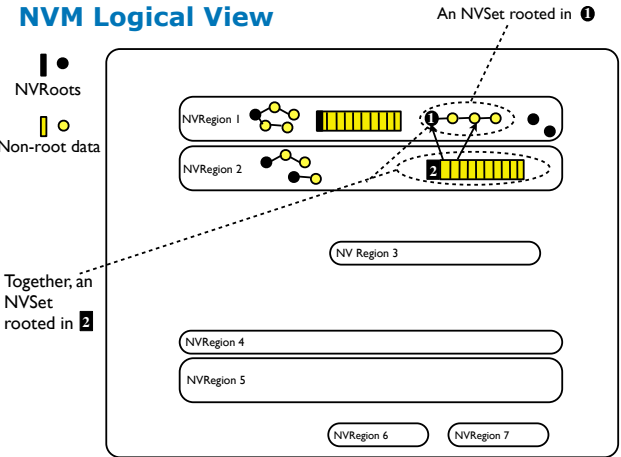 NVM Logical View
An NVSet rooted in 1
NVRoots
Non-root data
NVRegion 1
1
NVRegion 2
2
NV Region 3
Together, an
NVSet
rooted in 2
NVRegion 4
NVRegion 5
NVRegion 6
NVRegion 7